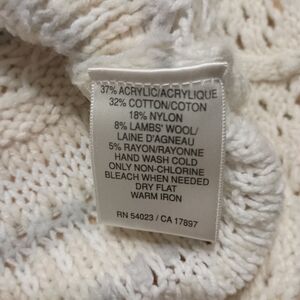 37% ACRYLIC/ACRYLIQUE
32% COTTON/COTON
18% NYLON
8% LAMBS' WOOL/
LAINE D'AGNEAU
5% RAYON/RAYONNE
HAND WASH COLD
ONLY NON-CHLORINE
BLEACH WHEN NEEDED
DRY FLAT
WARM IRON
RN 54023 / CA 17897